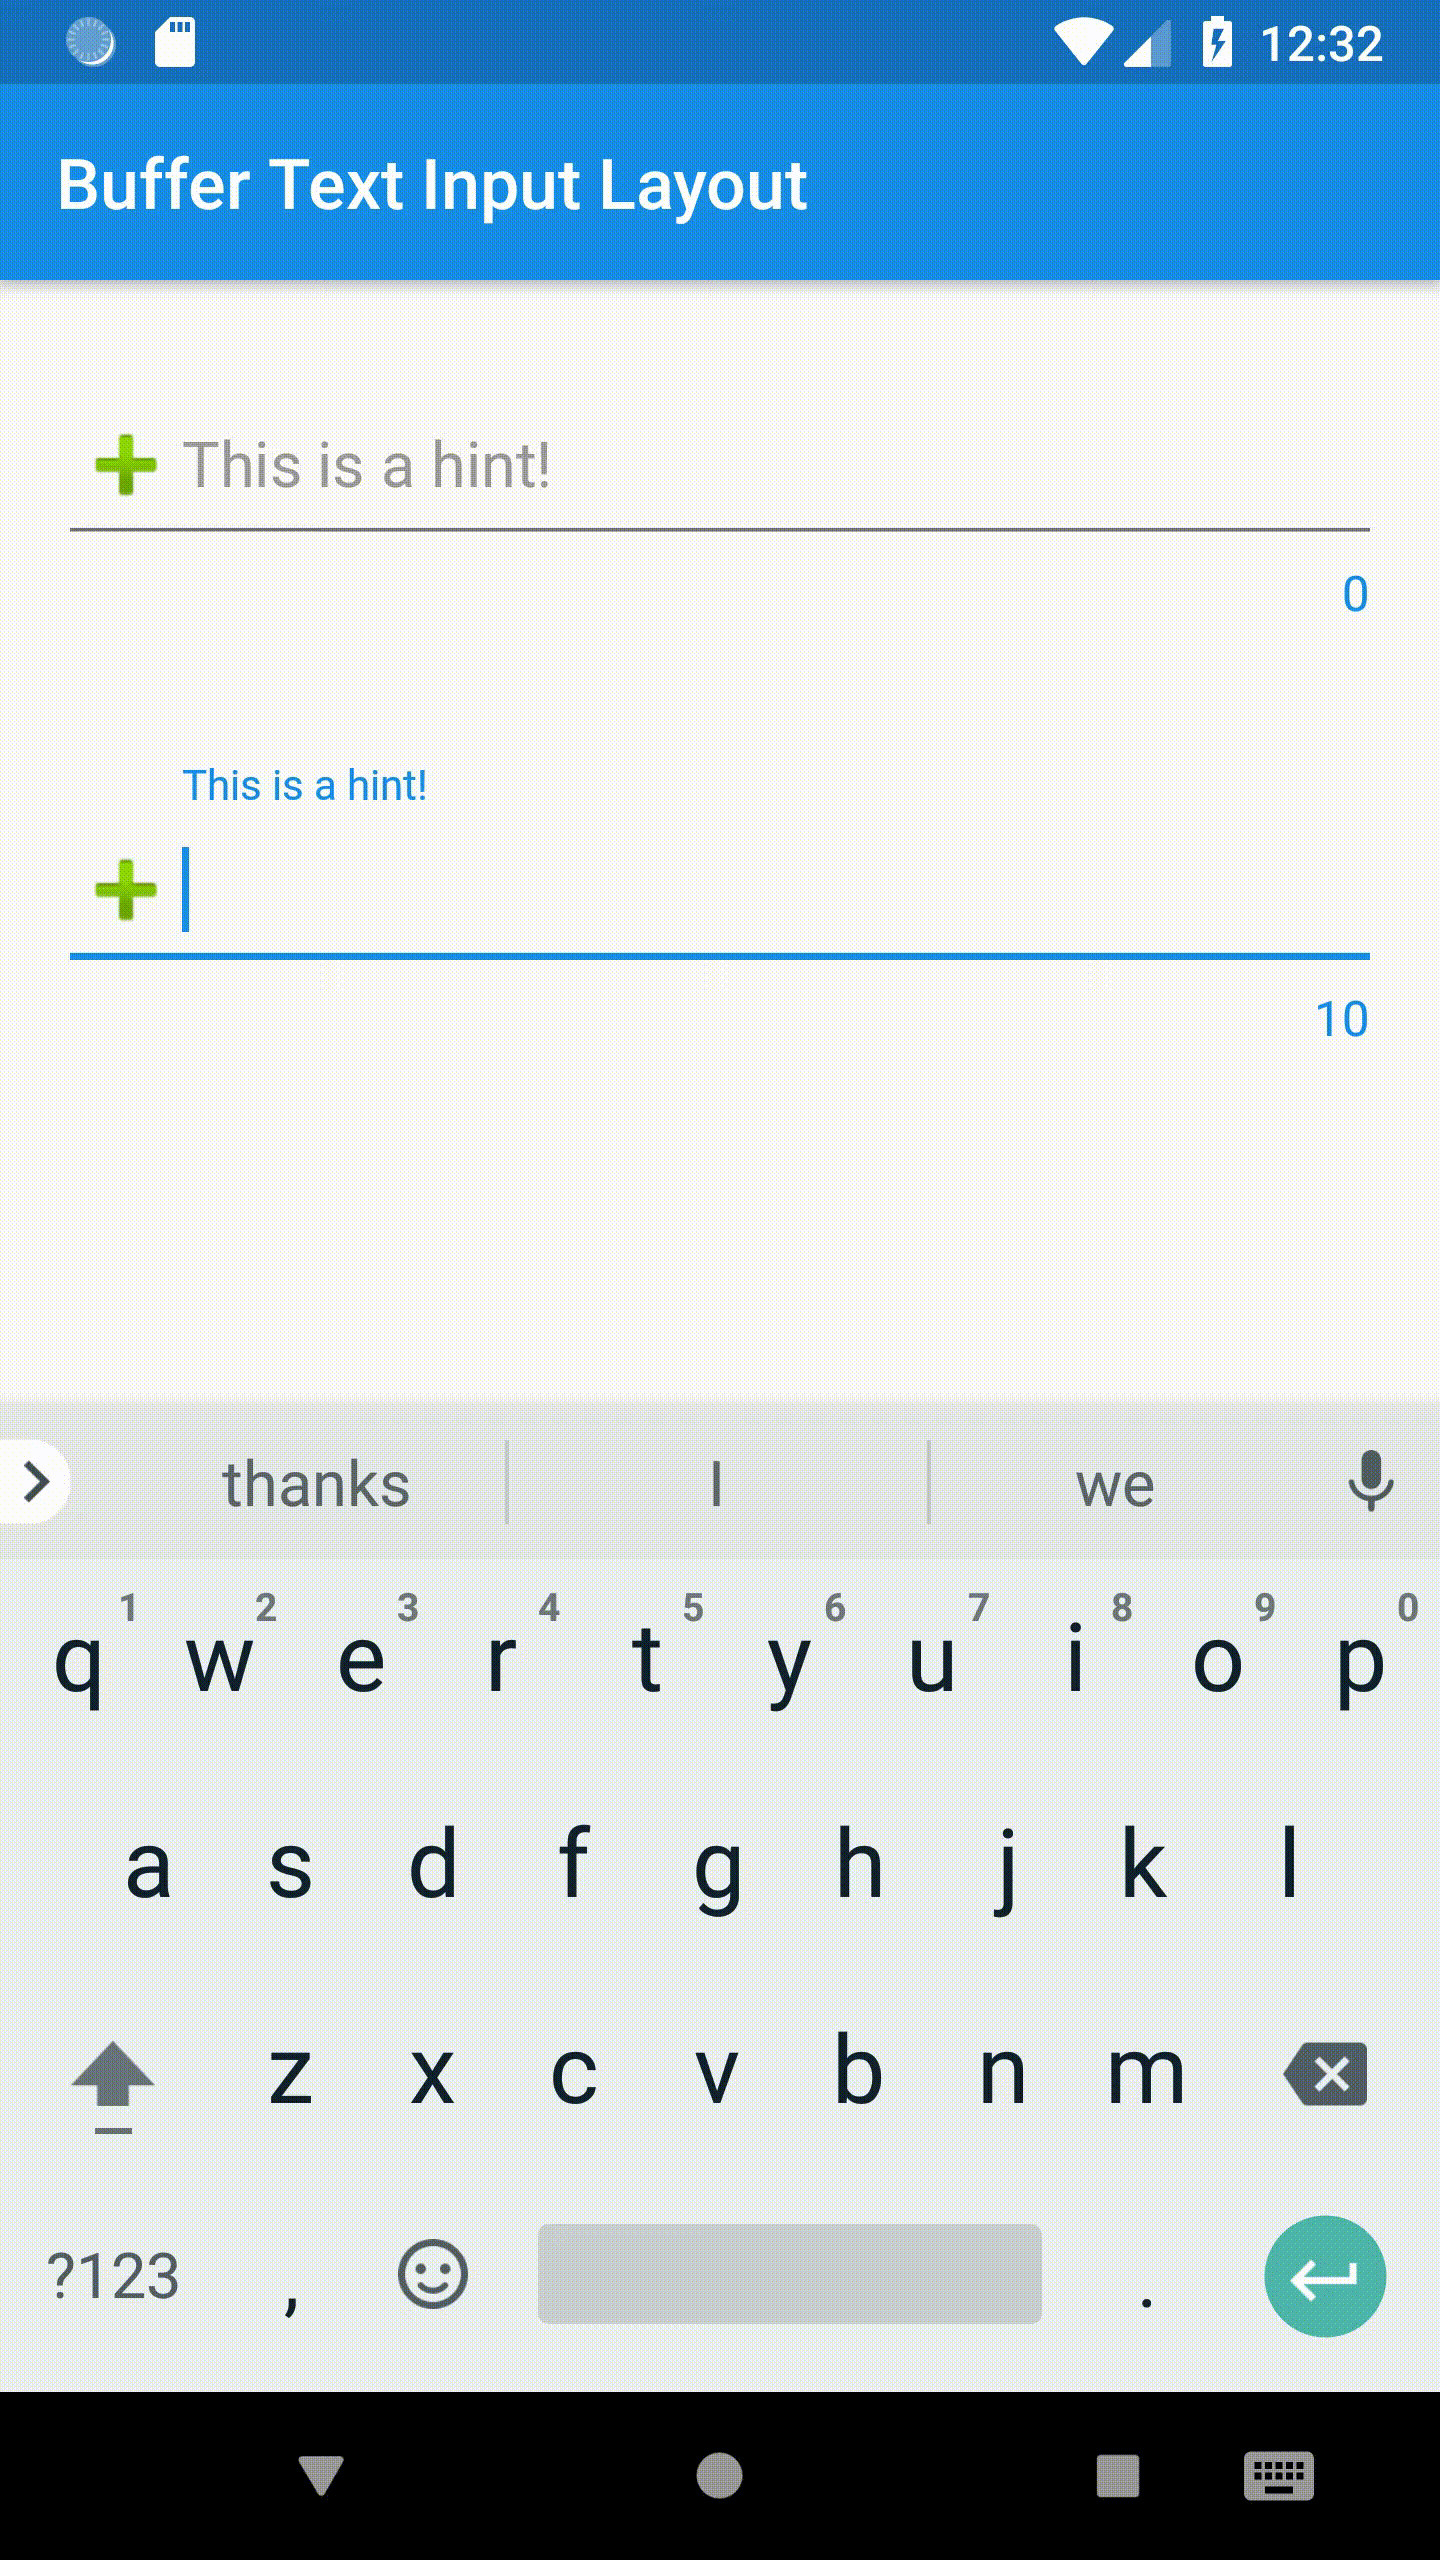 12:32
Buffer Text Input Layout
This is a hint!
0
This is a hint!
10
thanks I we
1 2 3 4 5 6 7 8 9 0
q w e r t y u i o p
a s d f g h j k l
z x c v b n m
?123 , .